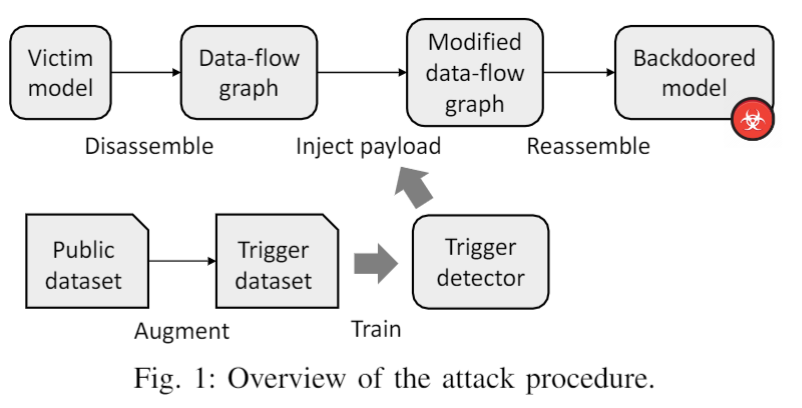 Victim
model
Data-flow
graph
Modified
data-flow
graph
Backdoored
model
Disassemble
Inject payload
Reassemble
Public
dataset
Trigger
dataset
Trigger
detector
Augment
Train
Fig. 1: Overview of the attack procedure.